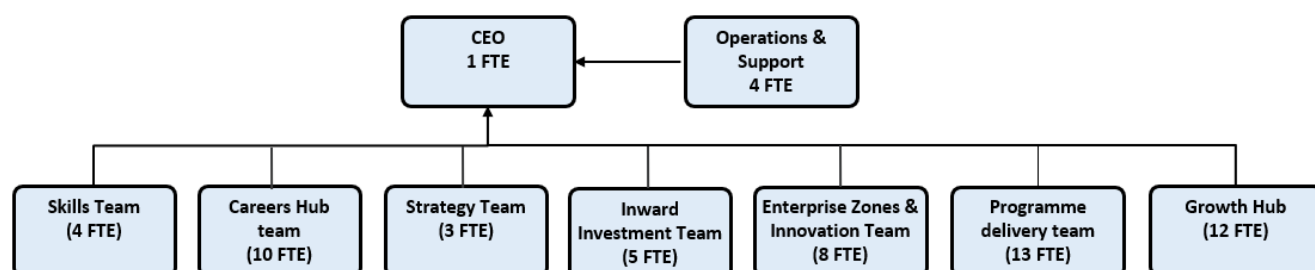 CEO
1 FTE
Operations &
Support
4 FTE
Skills Team
(4 FTE)
Careers Hub
team
(10 FTE)
Strategy Team
(3 FTE)
Inward
Investment Team
(5 FTE)
Enterprise Zones &
Innovation Team
(8 FTE)
Programme
delivery team
(13 FTE)
Growth Hub
(12 FTE)